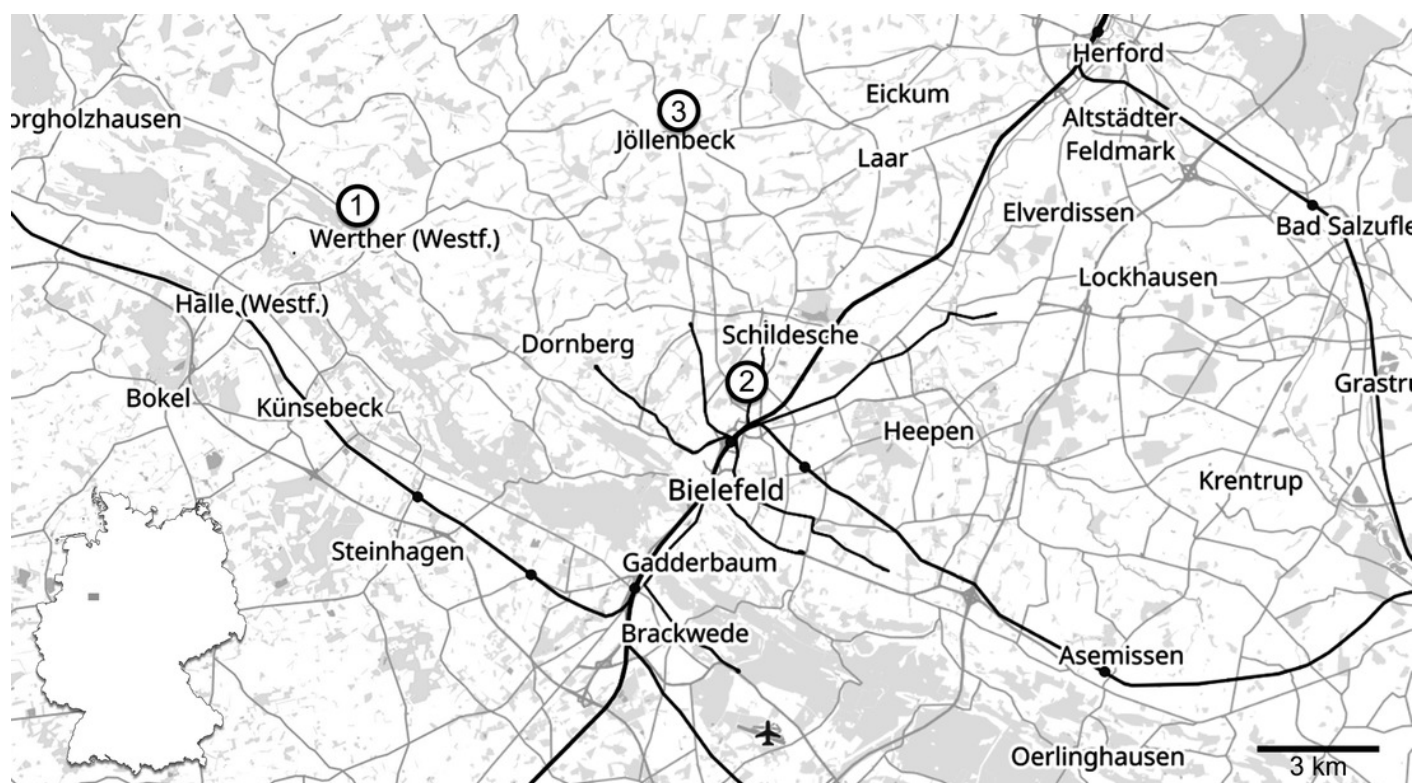 Herford
Eickum
orgholzhausen
3
Jöllenbeck
Altstädter
Feldmark
Laar
1
Werther (Westf.)
Elverdissen
Bad Salzufle
Halle (Westf.)
Lockhausen
Dornberg
Schildesche
2
Bokel
Künsebeck
Grastru
Heepen
Bielefeld
Krentrup
Steinhagen
Gadderbaum
Brackwede
Asemissen
Oerlinghausen
3 km